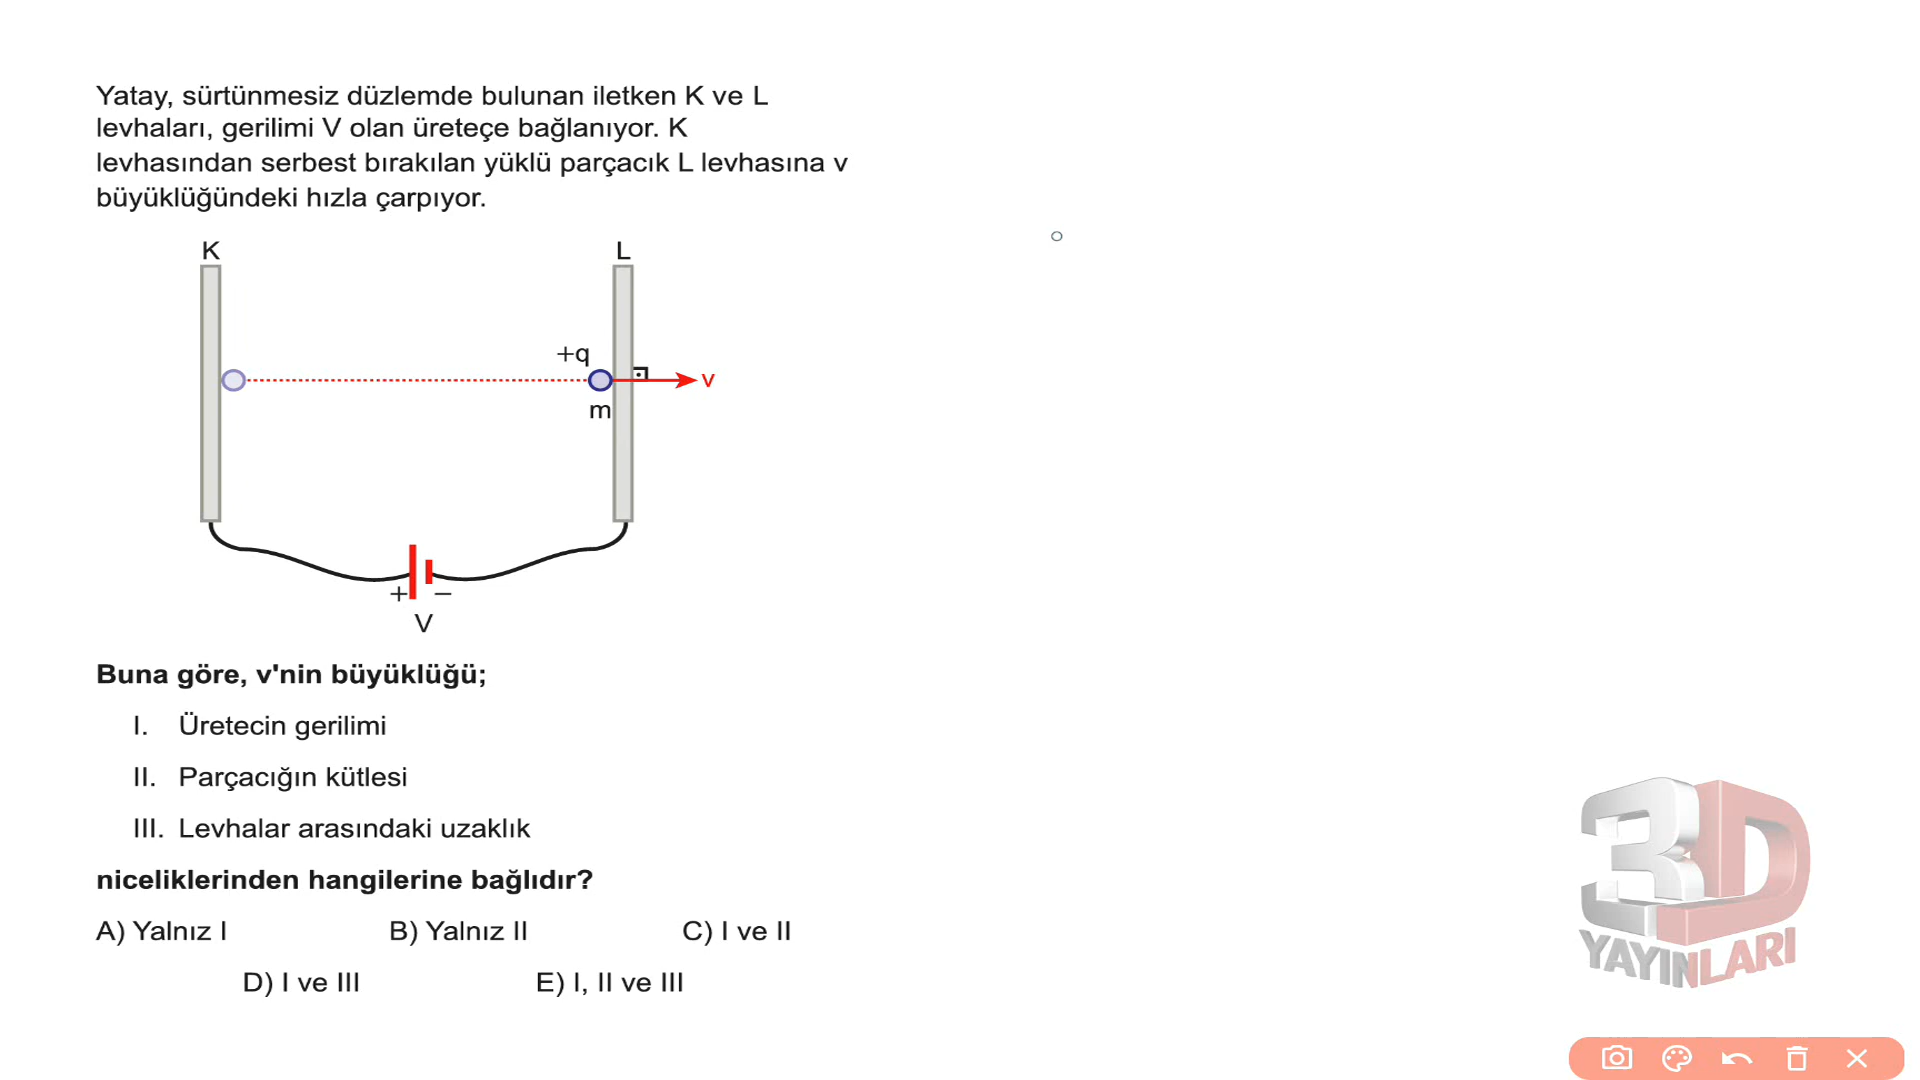 Yatay, sürtünmesiz düzlemde bulunan iletken K ve L
levhaları, gerilimi V olan üreteçe bağlanıyor. K
levhasından serbest bırakılan yüklü parçacık L levhasına v
büyüklüğündeki hızla çarpıyor.
K
L
+q
v
m
+ −
V
Buna göre, v'nin büyüklüğü;
I. Üretecin gerilimi
II. Parçacığın kütlesi
III. Levhalar arasındaki uzaklık
niceliklerinden hangilerine bağlıdır?
A) Yalnız I B) Yalnız II C) I ve II
D) I ve III E) I, II ve III
3D
YAYINLARI